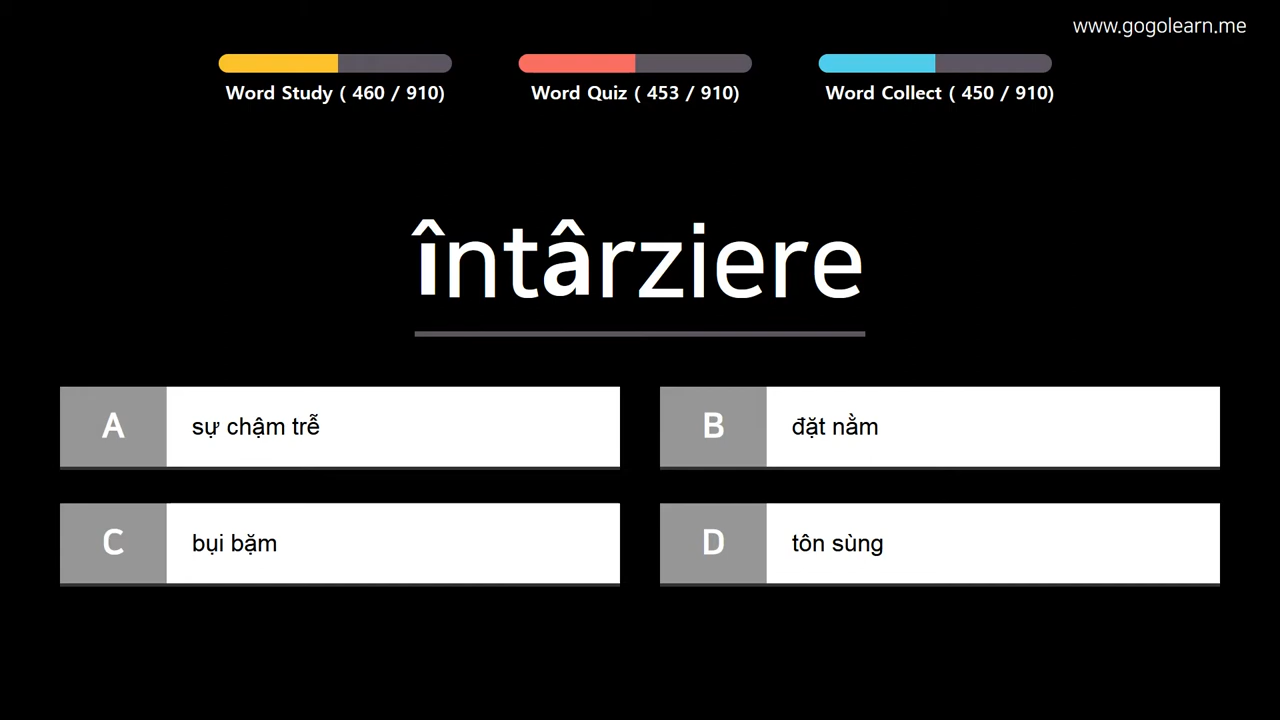 www.gogolearn.me
Word Study ( 460 / 910)
Word Quiz ( 453 / 910)
Word Collect ( 450 / 910)
întârziere
A sự chậm trễ
B đặt nằm
C bụi bặm
D tôn sùng